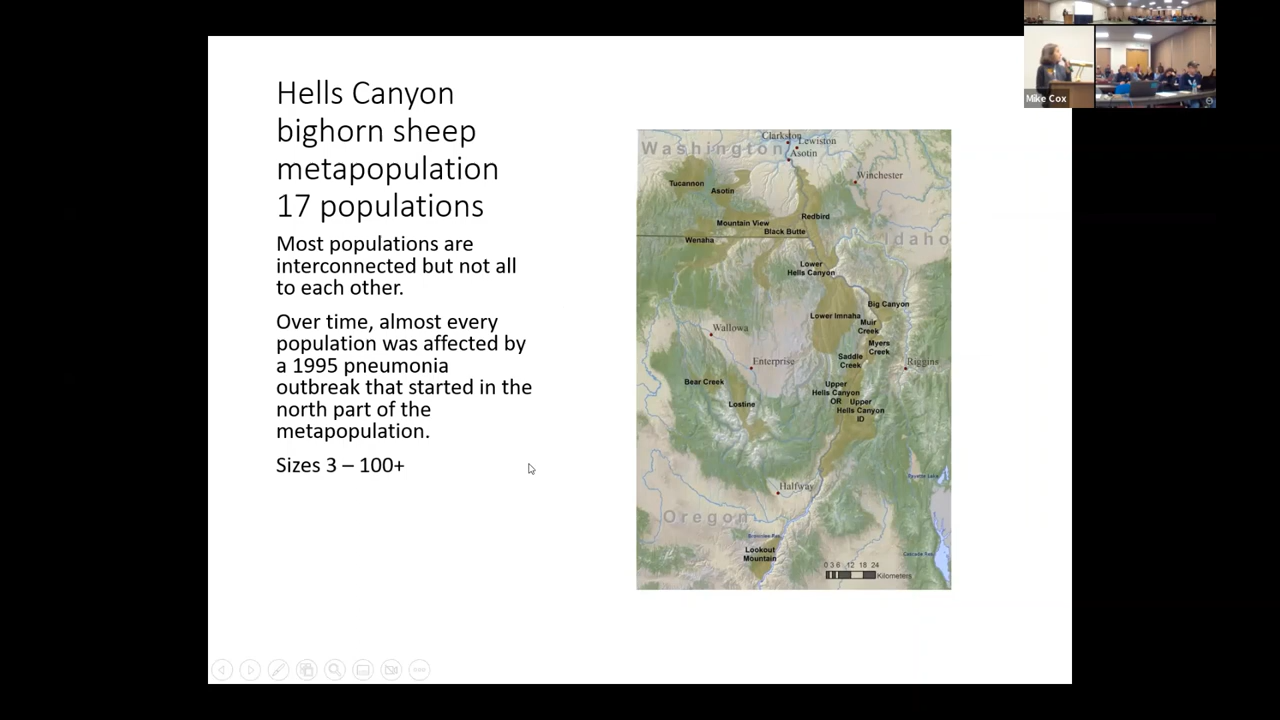 Hells Canyon
bighorn sheep
metapopulation
17 populations
Most populations are
interconnected but not all
to each other.
Over time, almost every
population was affected by
a 1995 pneumonia
outbreak that started in the
north part of the
metapopulation.
Sizes 3 – 100+
Mike Cox
Clarkston
Lewiston
Washington
Asotin
Winchester
Tucannon
Asotin
Redbird
Mountain View
Black Butte
Wenaha
Idaho
Lower
Hells Canyon
Big Canyon
Lower Imnaha
Muir
Creek
Wallowa
Myers
Creek
Saddle
Creek
Enterprise
Riggins
Bear Creek
Upper
Hells Canyon
OR
Upper
Hells Canyon
ID
Lostine
Halfway
Oregon
Lookout
Mountain
0 3 6 12 18 24
Kilometers